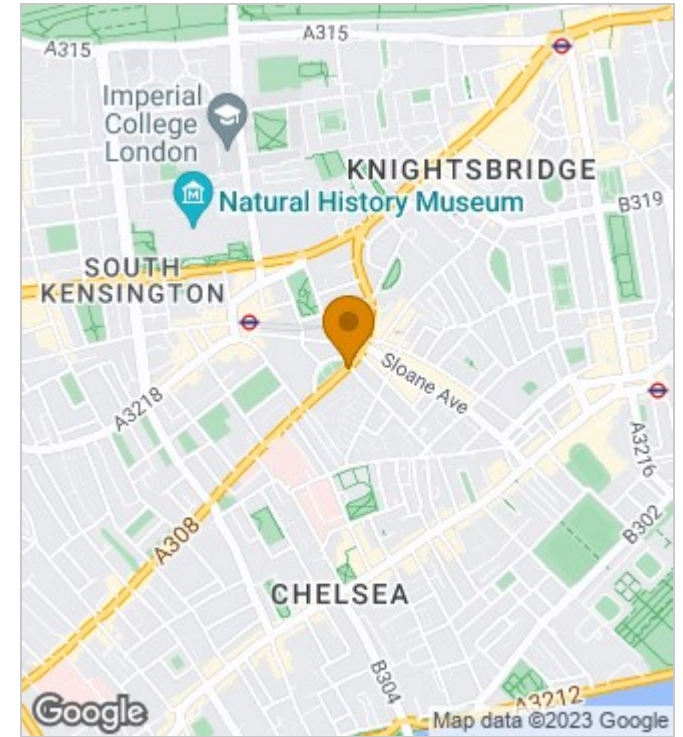 A315
A315
Imperial
College
London
KNIGHTSBRIDGE
Natural History Museum
B319
SOUTH
KENSINGTON
Sloane Ave
A3218
A3216
A308
B302
CHELSEA
B304
A3212
Google
Map data ©2023 Google